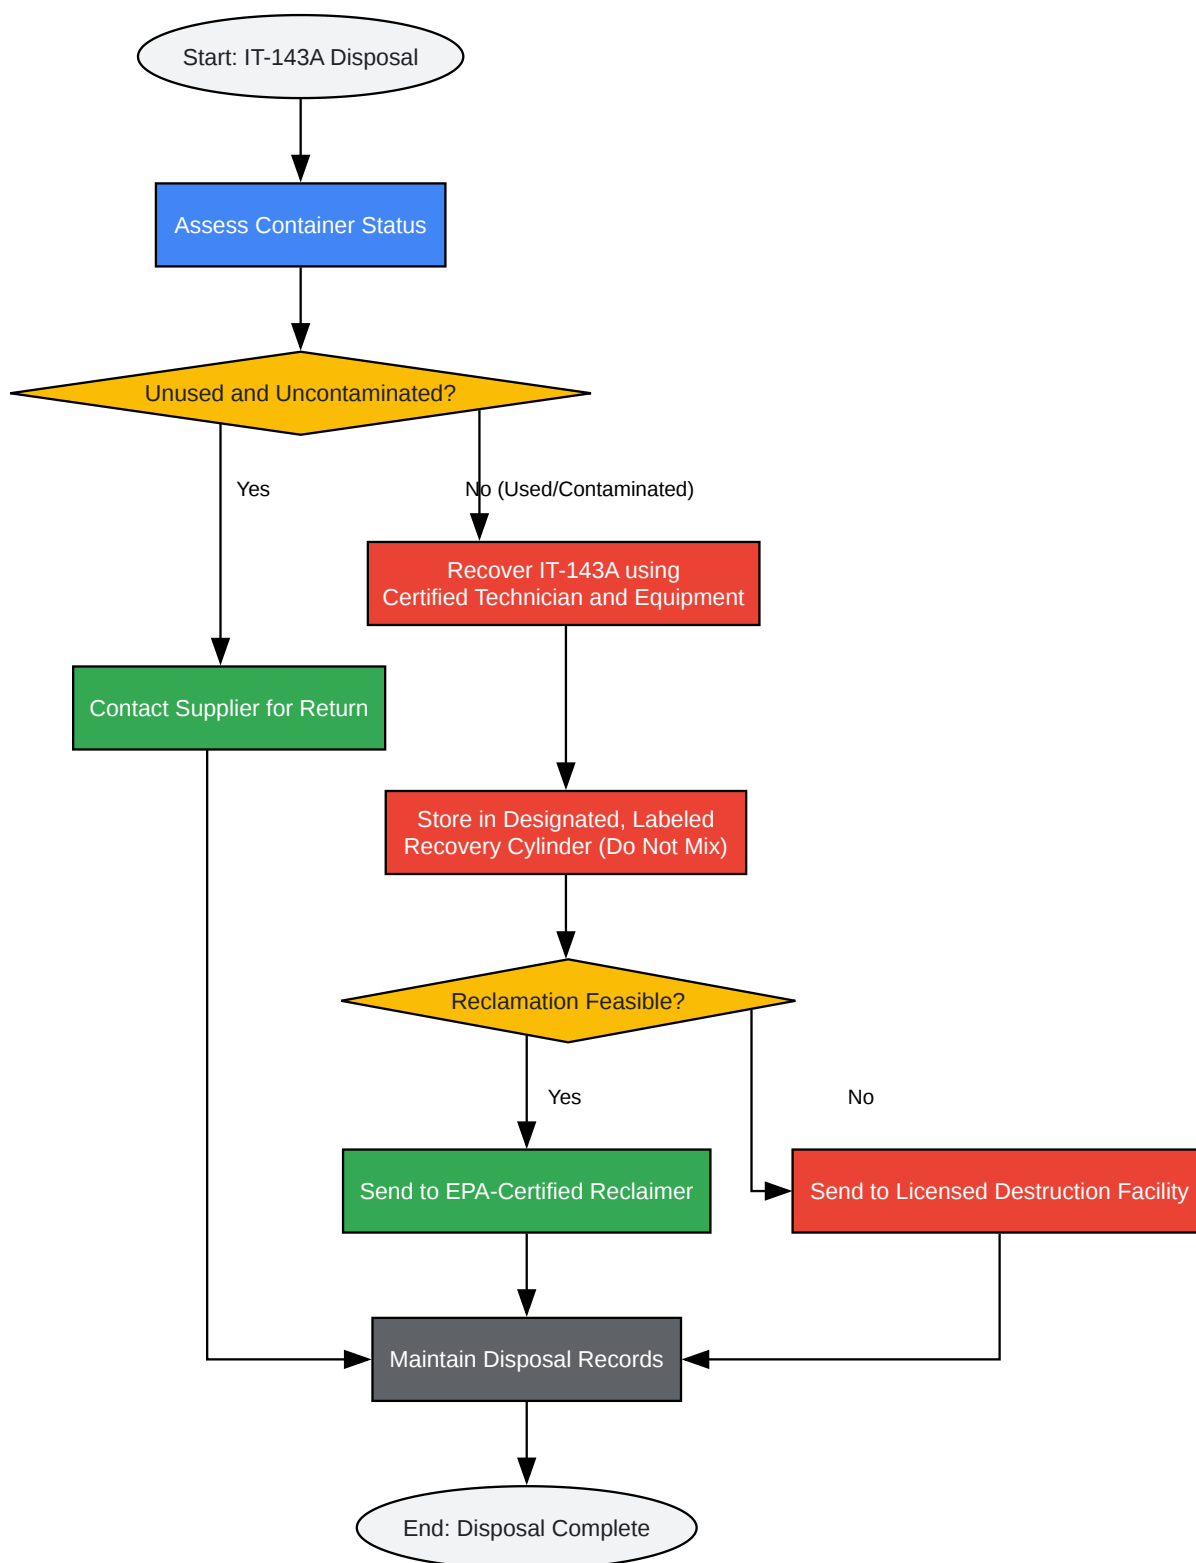 Start: IT-143A Disposal
Assess Container Status
Unused and Uncontaminated?
Yes
No (Used/Contaminated)
Recover IT-143A using
Certified Technician and Equipment
Contact Supplier for Return
Store in Designated, Labeled
Recovery Cylinder (Do Not Mix)
Reclamation Feasible?
Yes
No
Send to EPA-Certified Reclaimer
Send to Licensed Destruction Facility
Maintain Disposal Records
End: Disposal Complete